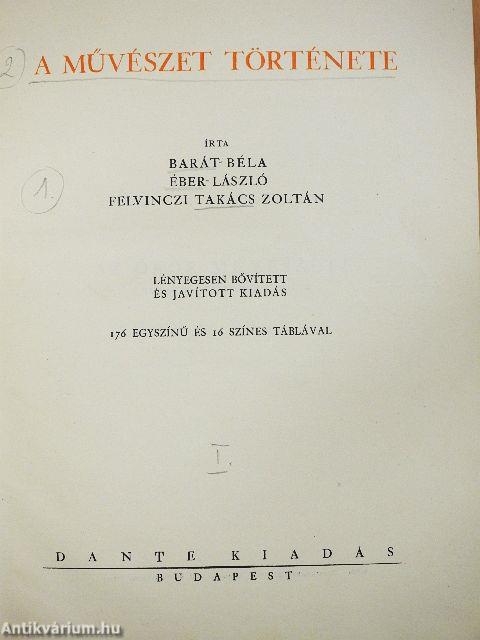 2
A MŰVÉSZET TÖRTÉNETE
ÍRTA
BARÁT BÉLA
1.
ÉBER LÁSZLÓ
FELVINCZI TAKÁCS ZOLTÁN
LÉNYEGESEN BŐVÍTETT
ÉS JAVÍTOTT KIADÁS
176 EGYSZÍNŰ ÉS 16 SZÍNES TÁBLÁVAL
I.
DANTE KIADÁS
BUDAPEST
Antikvárium.hu